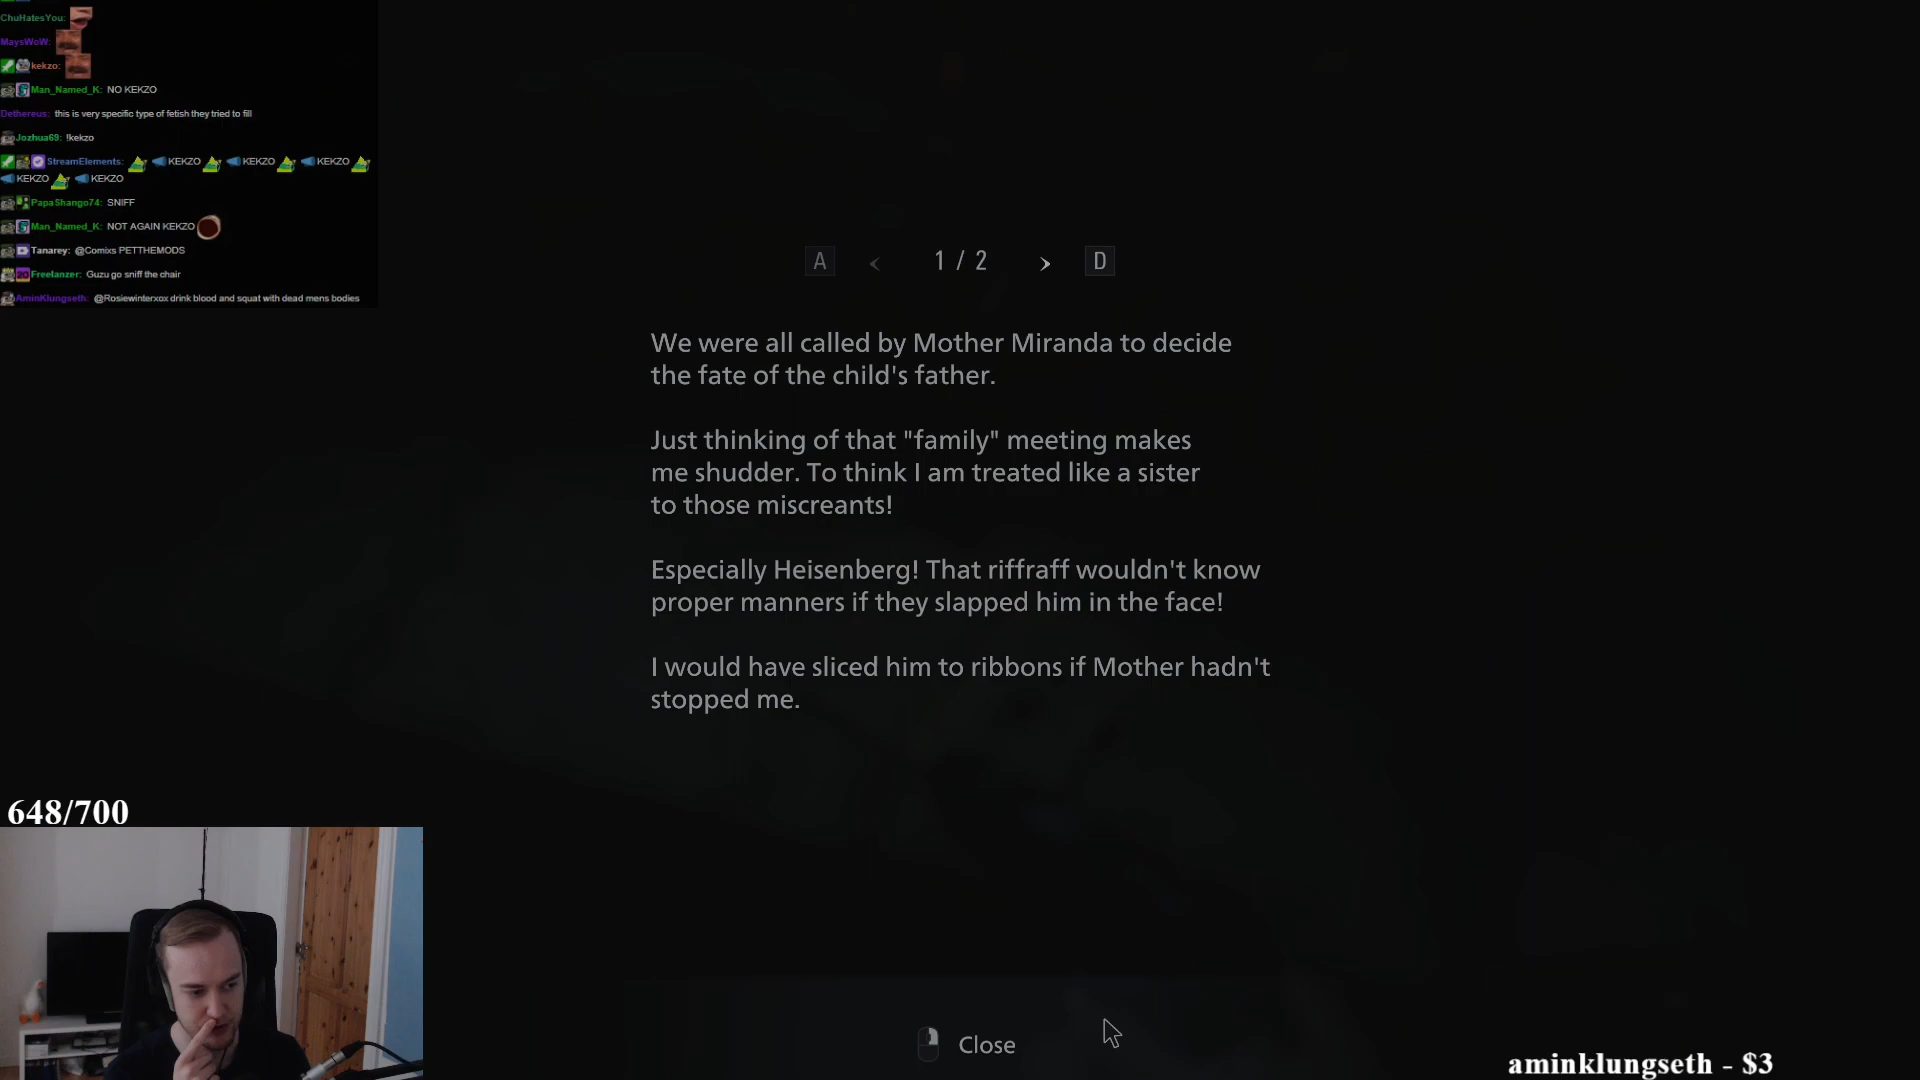 ChuHatesYou:
MaysWoW:
kekzo:
Man_Named_K: NO KEKZO
Dethereus: this is very specific type of fetish they tried to fill
Jozhua69: !kekzo
StreamElements: KEKZO KEKZO KEKZO
KEKZO KEKZO
PapaShango74: SNIFF
Man_Named_K: NOT AGAIN KEKZO
Tanarey: @Comixs PETTHEMODS
Freelanzer: Guzu go sniff the chair
AminKlungseth: @Rosiewinterxox drink blood and squat with dead mens bodies
A < 1 / 2 > D
We were all called by Mother Miranda to decide
the fate of the child's father.
Just thinking of that "family" meeting makes
me shudder. To think I am treated like a sister
to those miscreants!
Especially Heisenberg! That riffraff wouldn't know
proper manners if they slapped him in the face!
I would have sliced him to ribbons if Mother hadn't
stopped me.
648/700
Close
aminklungseth - $3